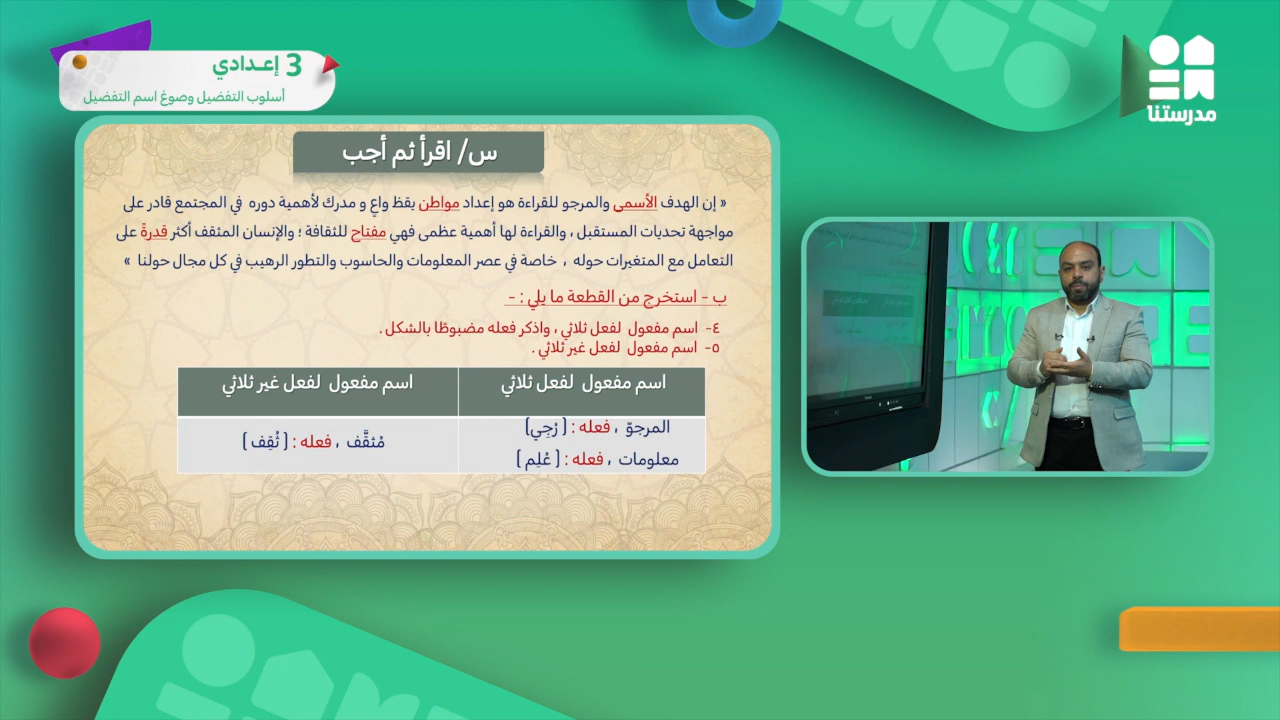 3 إعـدادي
أسلوب التفضيل وصوغ اسم التفضيل
مدرستنا
س/ اقرأ ثم أجب
« إن الهدف الأسمى والمرجو للقراءة هو إعداد مواطن يقظ واعٍ و مدرك لأهمية دوره في المجتمع قادر على
مواجهة تحديات المستقبل ، والقراءة لها أهمية عظمى فهي مفتاح للثقافة ؛ والإنسان المثقف أكثر قدرةً على
التعامل مع المتغيرات حوله ، خاصة في عصر المعلومات والحاسوب والتطور الرهيب في كل مجال حولنا »
ب - استخرج من القطعة ما يلي : -
٤- اسم مفعول لفعل ثلاثي ، واذكر فعله مضبوطًا بالشكل .
٥- اسم مفعول لفعل غير ثلاثي .
اسم مفعول لفعل ثلاثي
اسم مفعول لفعل غير ثلاثي
المرجوّ ، فعله : ( رُجِي)
معلومات ، فعله : ( عُلِم )
مُثقَّف ، فعله : ( ثُقِف )